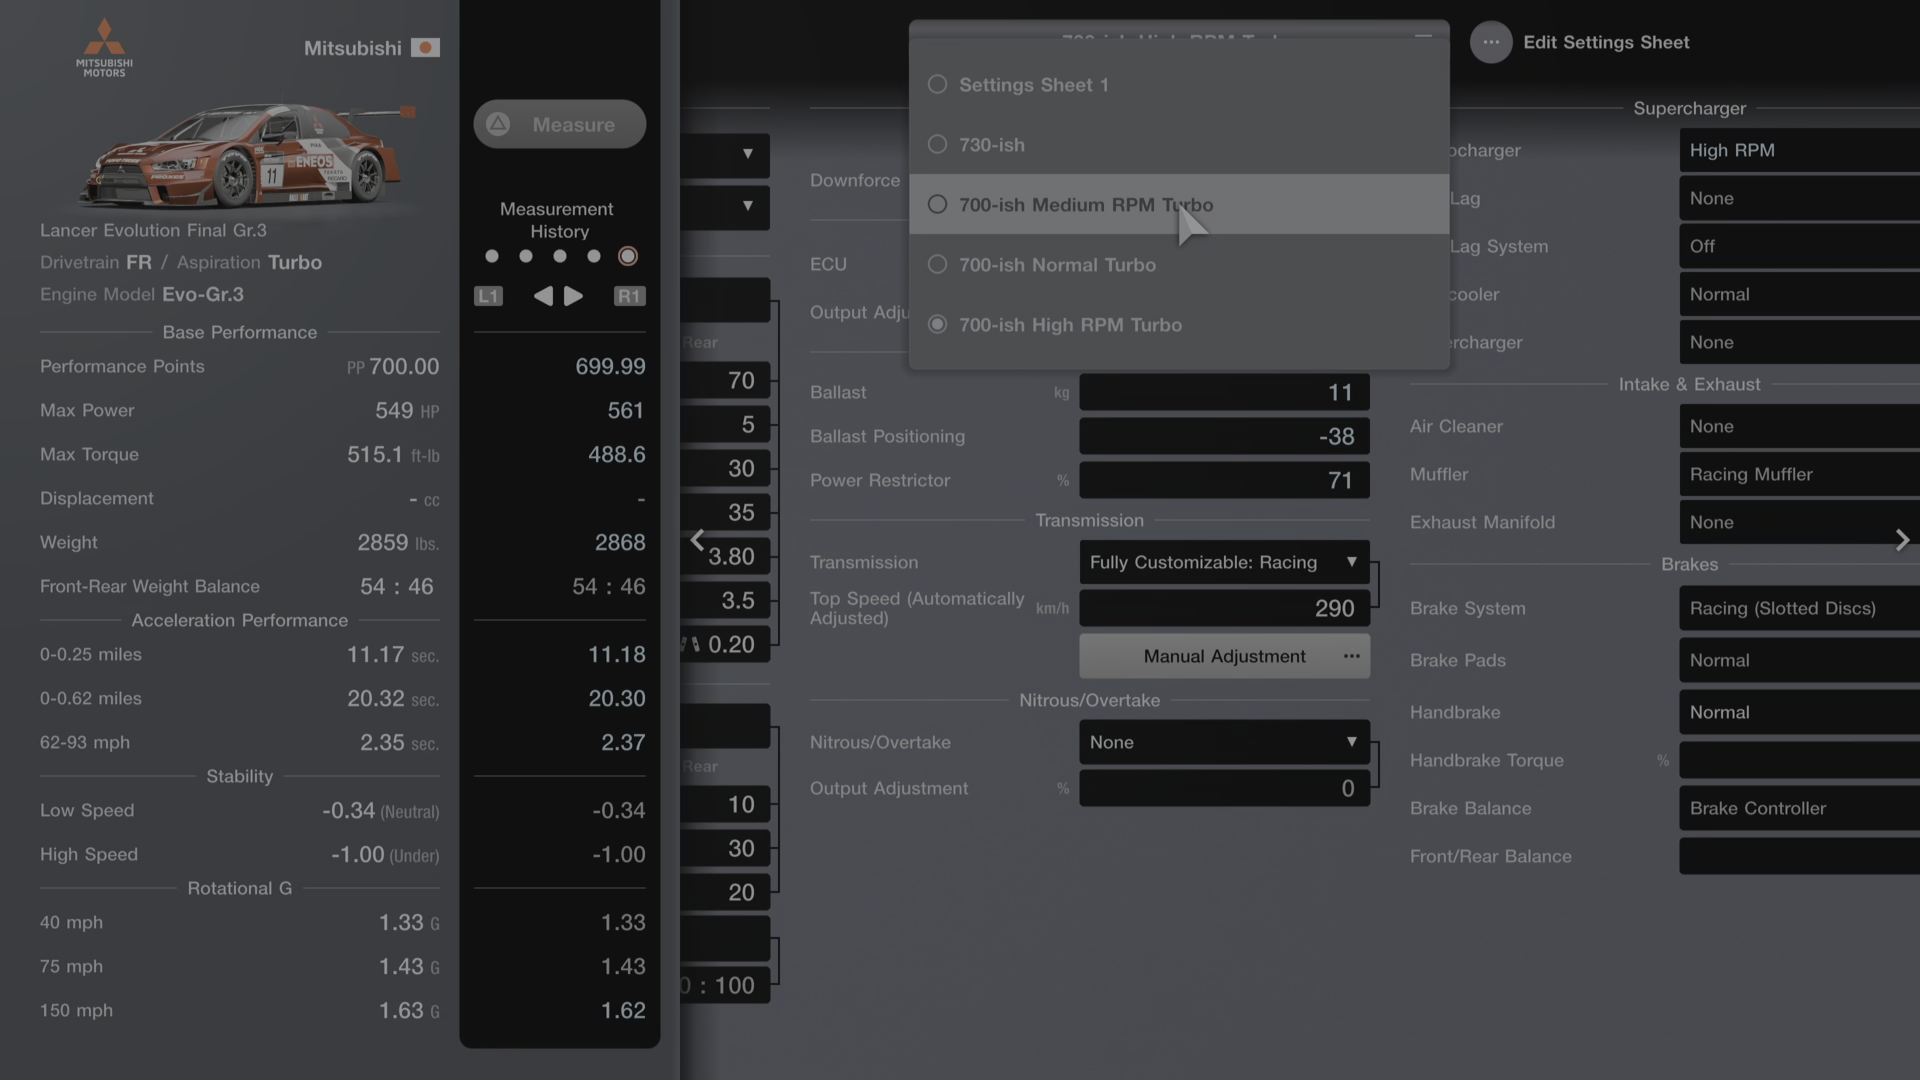 MITSUBISHI
MOTORS
Mitsubishi
ENEOS
11
Lancer Evolution Final Gr.3
Drivetrain FR / Aspiration Turbo
Engine Model Evo-Gr.3
Measure
Measurement
History
L1 R1
Base Performance
Performance Points PP 700.00 699.99
Max Power 549 HP 561
Max Torque 515.1 ft-lb 488.6
Displacement - cc -
Weight 2859 lbs. 2868
Front-Rear Weight Balance 54 : 46 54 : 46
Acceleration Performance
0-0.25 miles 11.17 sec. 11.18
0-0.62 miles 20.32 sec. 20.30
62-93 mph 2.35 sec. 2.37
Stability
Low Speed -0.34 (Neutral) -0.34
High Speed -1.00 (Under) -1.00
Rotational G
40 mph 1.33 G 1.33
75 mph 1.43 G 1.43
150 mph 1.63 G 1.62
Rear
70
5
30
35
3.80
3.5
0.20
Rear
10
30
20
0 : 100
Settings Sheet 1
730-ish
700-ish Medium RPM Turbo
700-ish Normal Turbo
700-ish High RPM Turbo
Downforce
ECU
Output Adju
Ballast kg 11
Ballast Positioning -38
Power Restrictor % 71
Transmission
Transmission Fully Customizable: Racing
Top Speed (Automatically
Adjusted) km/h 290
Manual Adjustment
Nitrous/Overtake
Nitrous/Overtake None
Output Adjustment % 0
Edit Settings Sheet
Supercharger
ocharger High RPM
Lag None
Lag System Off
cooler Normal
ercharger None
Intake & Exhaust
Air Cleaner None
Muffler Racing Muffler
Exhaust Manifold None
Brakes
Brake System Racing (Slotted Discs)
Brake Pads Normal
Handbrake Normal
Handbrake Torque %
Brake Balance Brake Controller
Front/Rear Balance